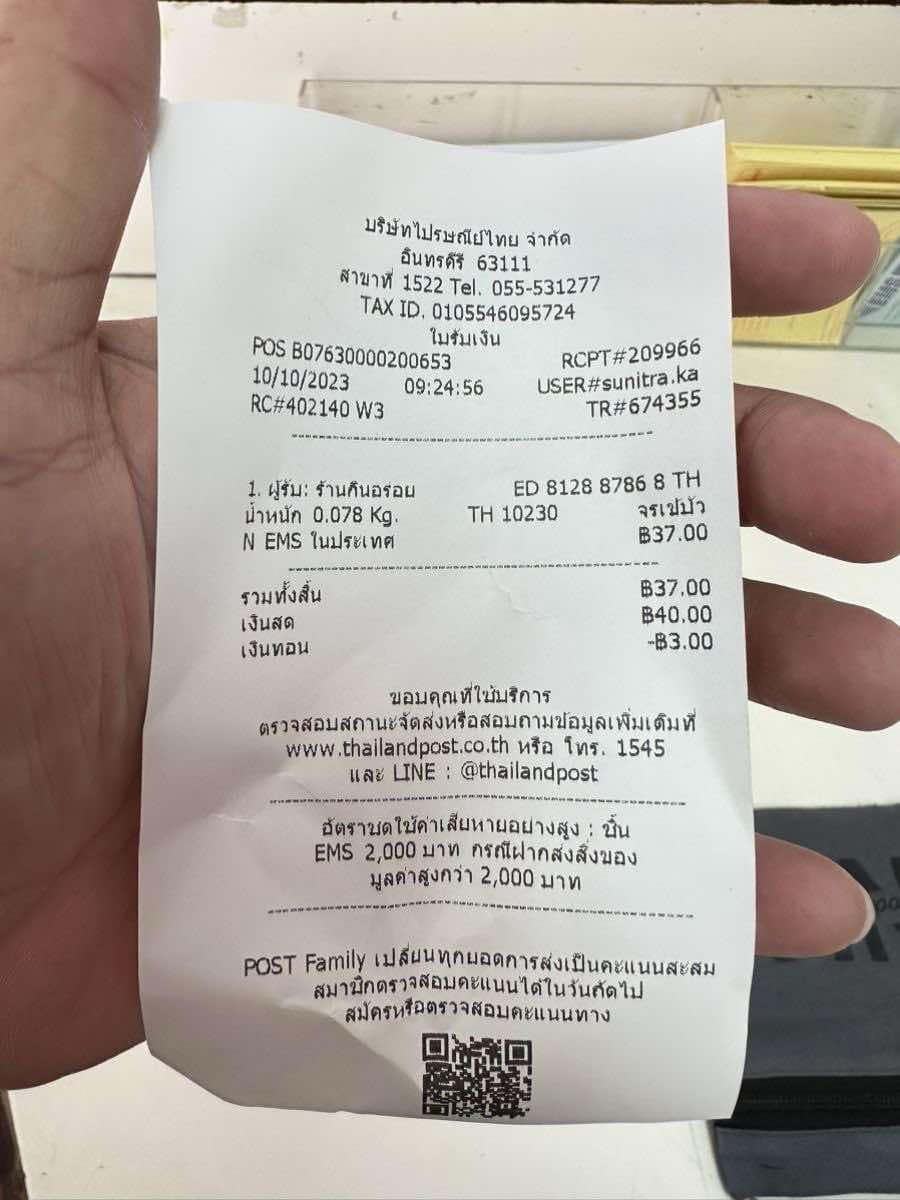 บริษัทไปรษณีย์ไทย จำกัด
อินทรคีรี 63111
สาขาที่ 1522 Tel. 055-531277
TAX ID. 0105546095724
ใบรับเงิน
POS B07630000200653 RCPT#209966
10/10/2023 09:24:56 USER#sunitra.ka
RC#402140 W3 TR#674355
1. ผู้รับ: ร้านกินอร่อย ED 8128 8786 8 TH
น้ำหนัก 0.078 Kg. TH 10230 จรเข้บัว
N EMS ในประเทศ ฿37.00
รวมทั้งสิ้น ฿37.00
เงินสด ฿40.00
เงินทอน -฿3.00
ขอบคุณที่ใช้บริการ
ตรวจสอบสถานะจัดส่งหรือสอบถามข้อมูลเพิ่มเติมที่
www.thailandpost.co.th หรือ โทร. 1545
และ LINE : @thailandpost
อัตราชดใช้ค่าเสียหายอย่างสูง : ชิ้น
EMS 2,000 บาท กรณีฝากส่งสิ่งของ
มูลค่าสูงกว่า 2,000 บาท
POST Family เปลี่ยนทุกยอดการส่งเป็นคะแนนสะสม
สมาชิกตรวจสอบคะแนนได้ในวันถัดไป
สมัครหรือตรวจสอบคะแนนทาง